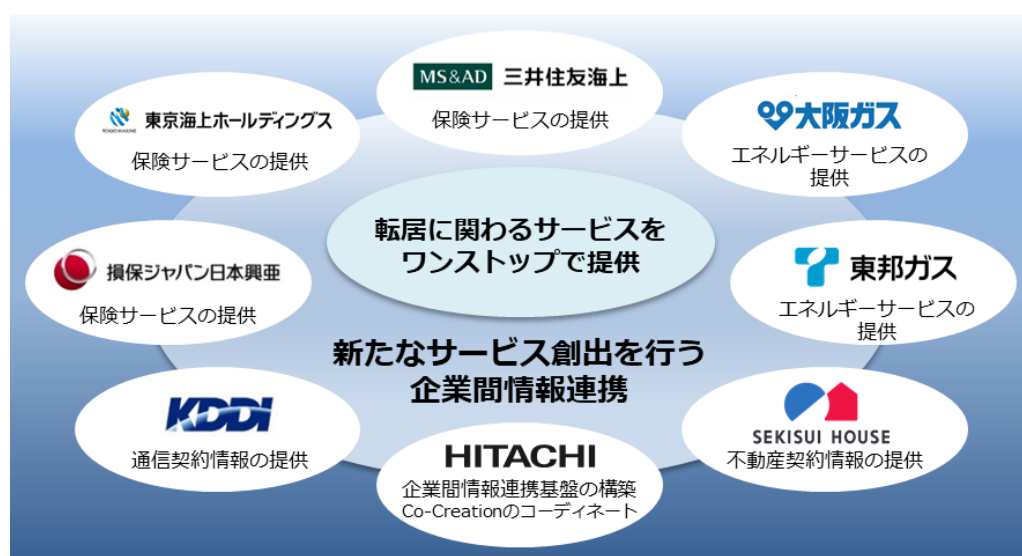 MS&AD 三井住友海上
保険サービスの提供
東京海上ホールディングス
保険サービスの提供
大阪ガス
エネルギーサービスの
提供
転居に関わるサービスを
ワンストップで提供
損保ジャパン日本興亜
保険サービスの提供
東邦ガス
エネルギーサービスの
提供
新たなサービス創出を行う
企業間情報連携
KDDI
通信契約情報の提供
SEKISUI HOUSE
不動産契約情報の提供
HITACHI
企業間情報連携基盤の構築
Co-Creationのコーディネート